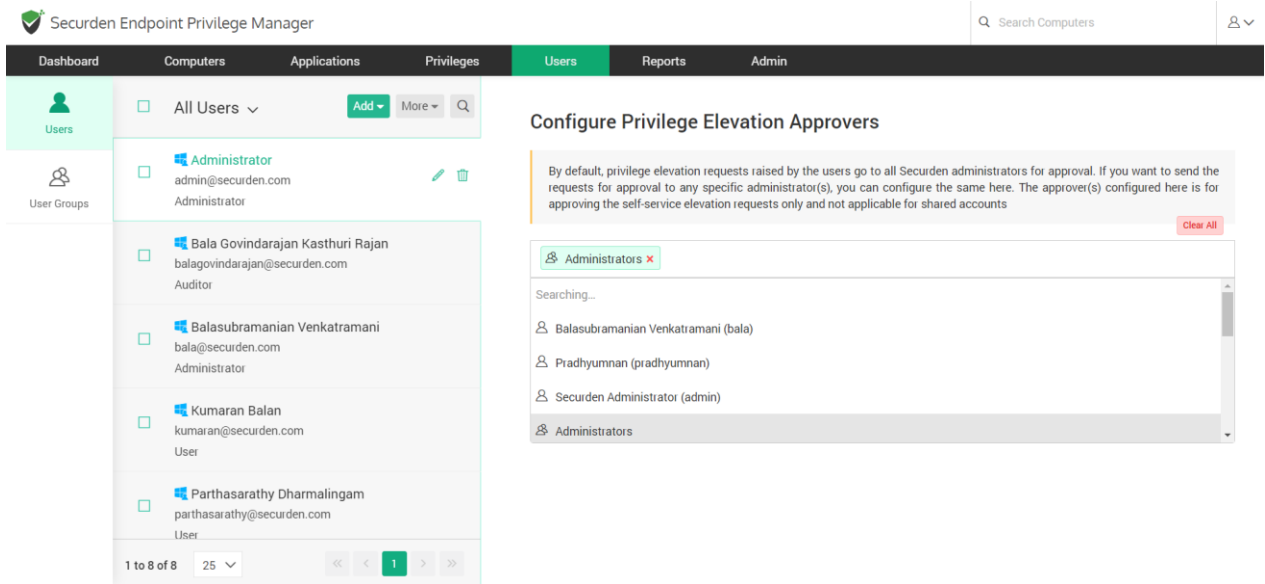 Securden Endpoint Privilege Manager
Search Computers
Dashboard
Computers
Applications
Privileges
Users
Reports
Admin
Users
User Groups
All Users
Add
More
Administrator
admin@securden.com
Administrator
Bala Govindarajan Kasthuri Rajan
balagovindarajan@securden.com
Auditor
Balasubramanian Venkatramani
bala@securden.com
Administrator
Kumaran Balan
kumaran@securden.com
User
Parthasarathy Dharmalingam
parthasarathy@securden.com
User
1 to 8 of 8
25
« < 1 > »
Configure Privilege Elevation Approvers
By default, privilege elevation requests raised by the users go to all Securden administrators for approval. If you want to send the
requests for approval to any specific administrator(s), you can configure the same here. The approver(s) configured here is for
approving the self-service elevation requests only and not applicable for shared accounts
Clear All
Administrators ×
Searching...
Balasubramanian Venkatramani (bala)
Pradhyumnan (pradhyumnan)
Securden Administrator (admin)
Administrators